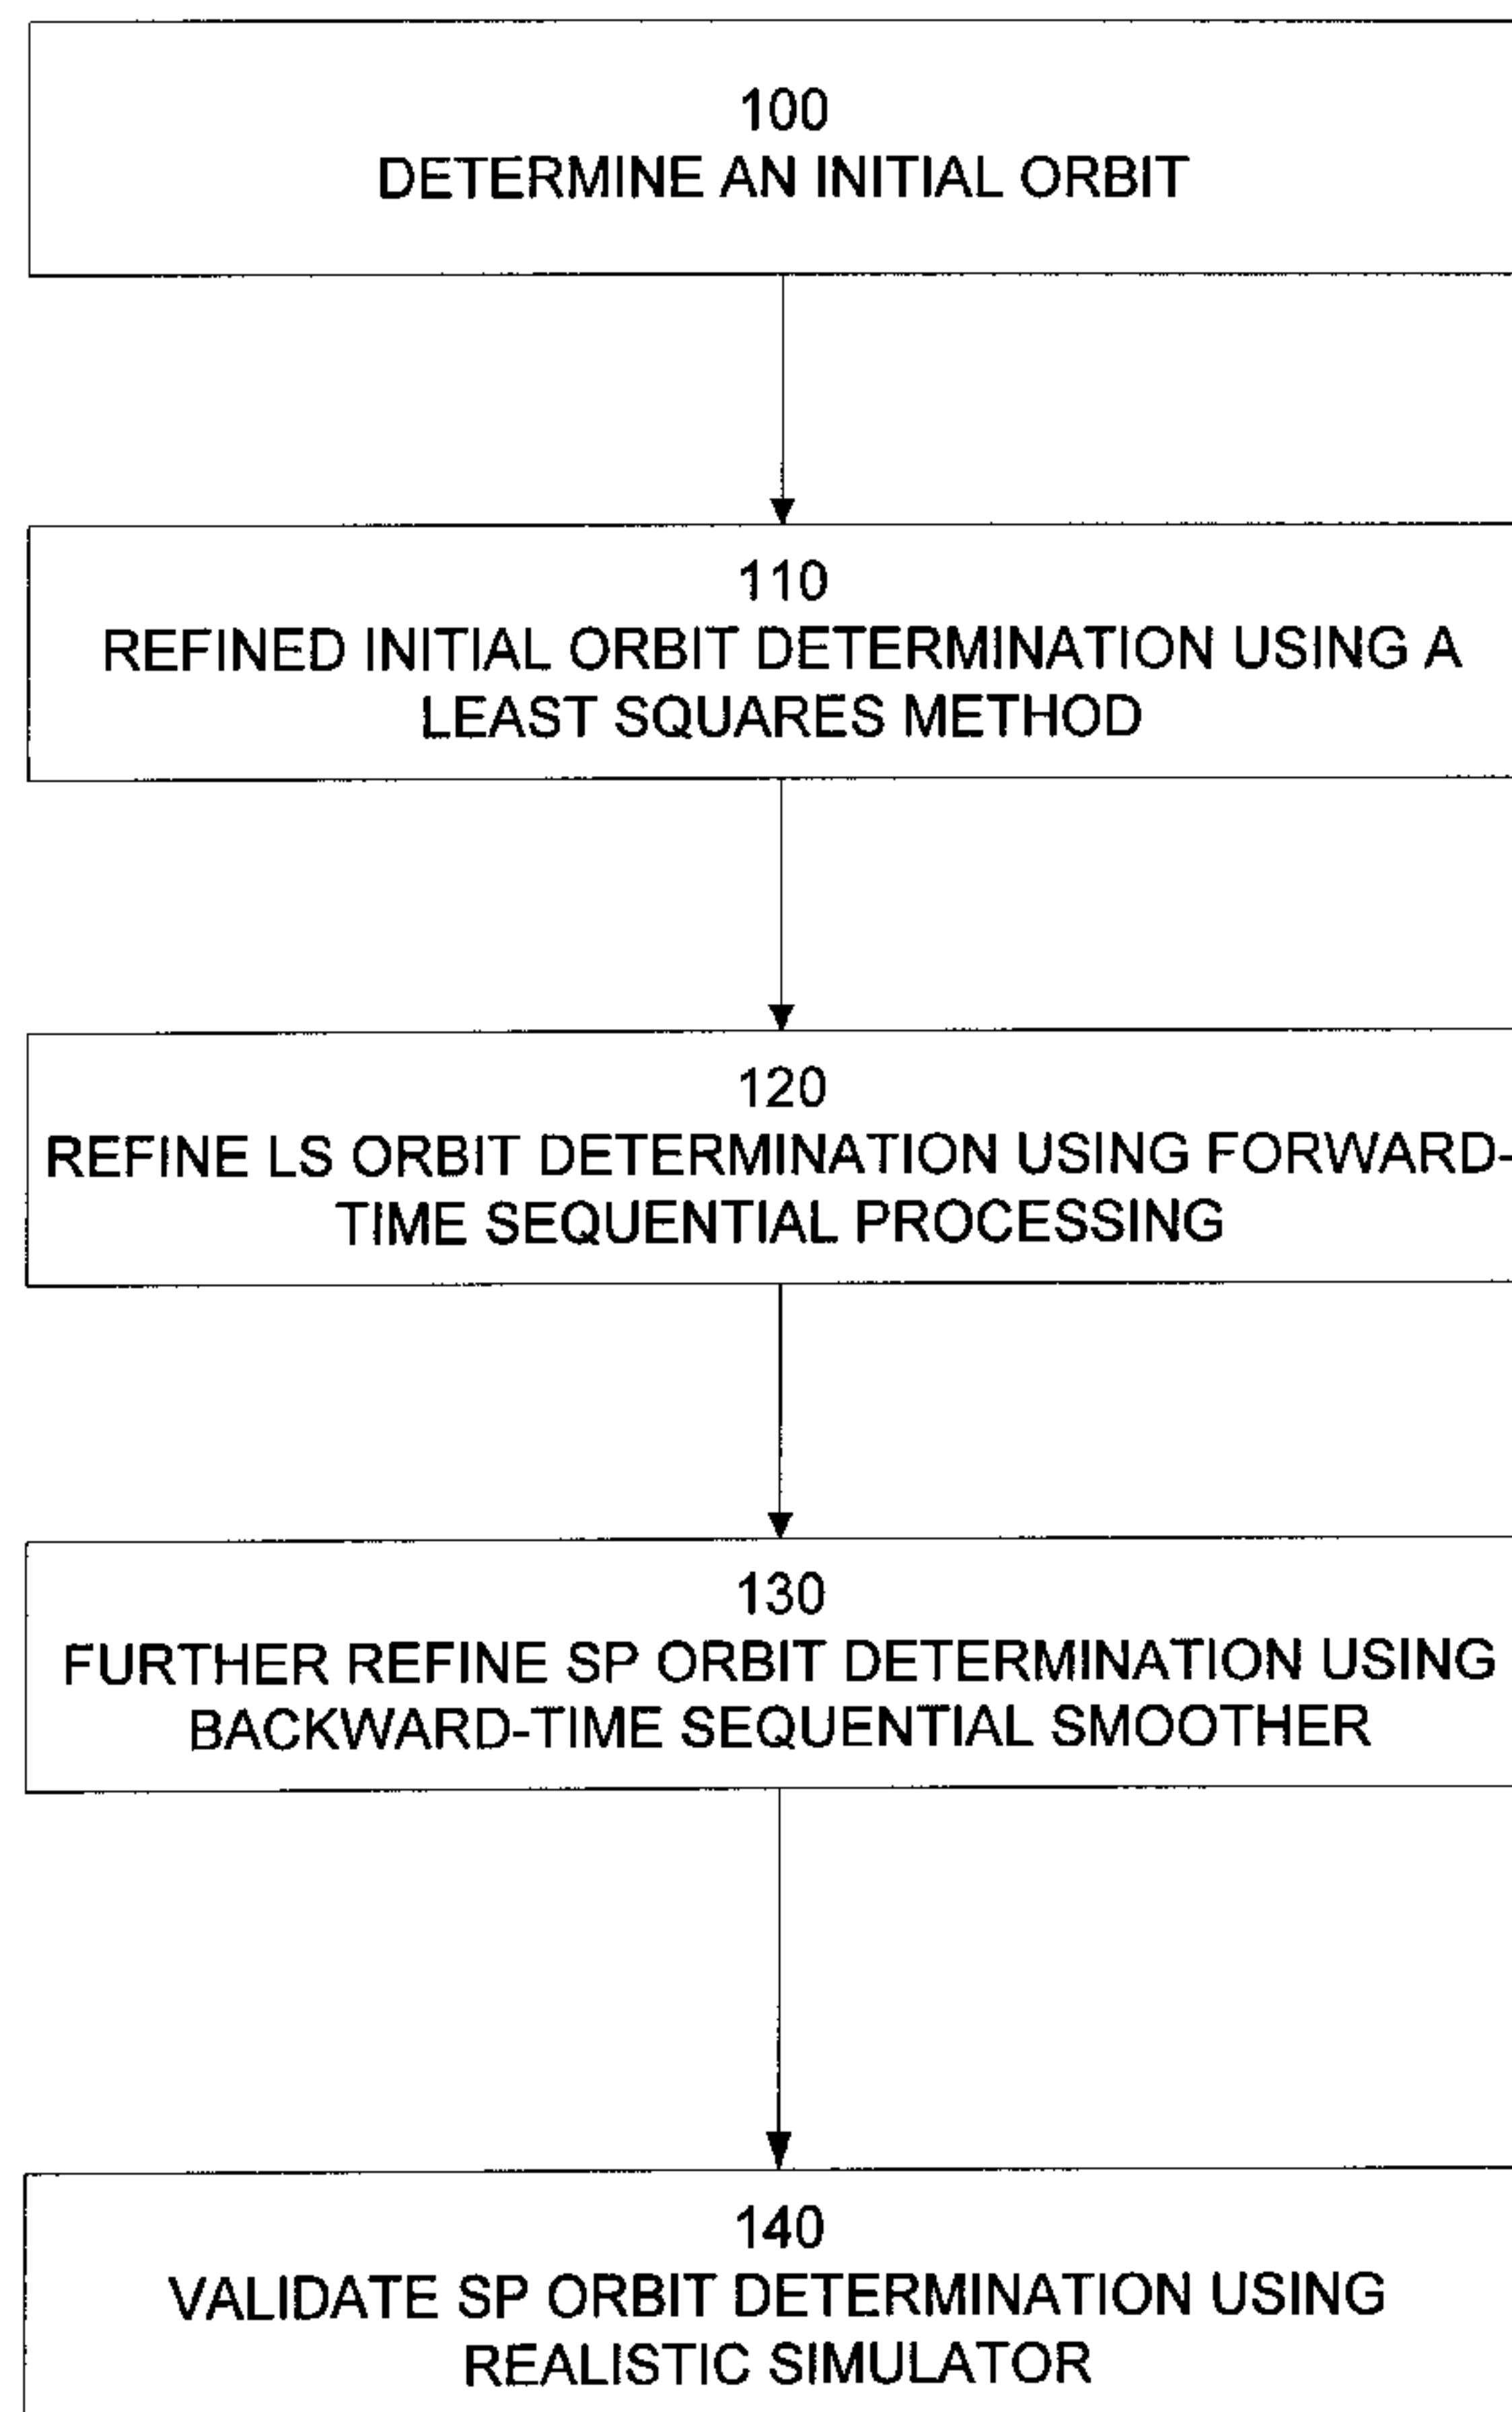 100
DETERMINE AN INITIAL ORBIT
110
REFINED INITIAL ORBIT DETERMINATION USING A
LEAST SQUARES METHOD
120
REFINE LS ORBIT DETERMINATION USING FORWARD-
TIME SEQUENTIAL PROCESSING
130
FURTHER REFINE SP ORBIT DETERMINATION USING
BACKWARD-TIME SEQUENTIAL SMOOTHER
140
VALIDATE SP ORBIT DETERMINATION USING
REALISTIC SIMULATOR